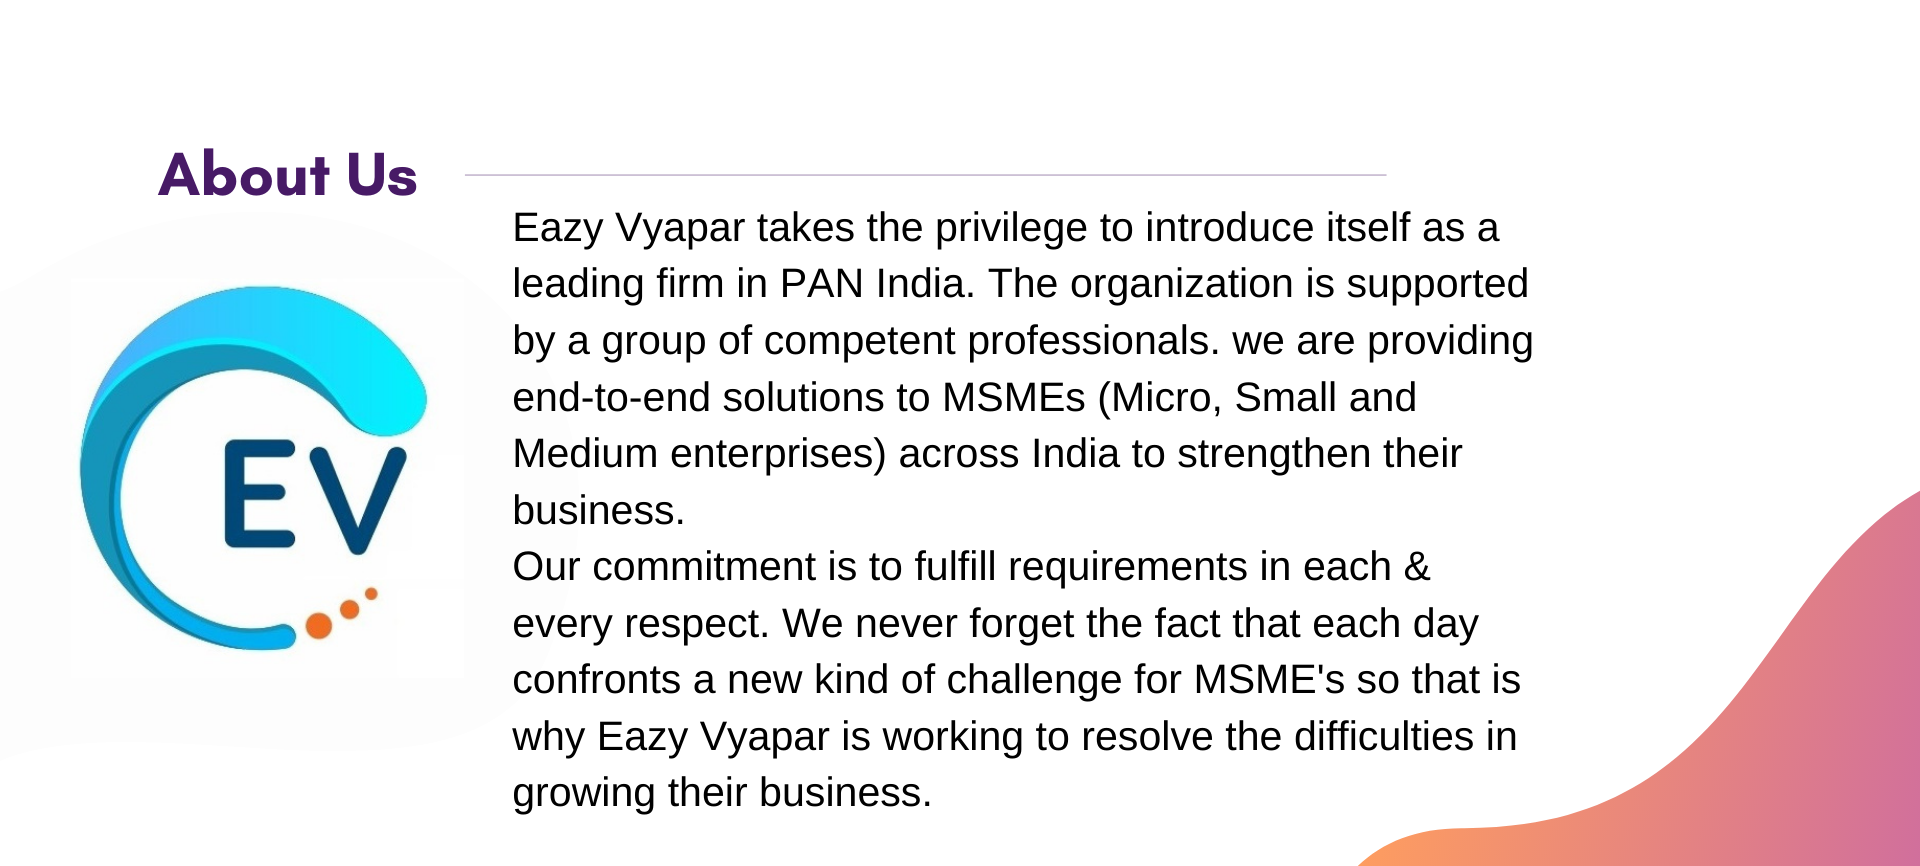 About Us
Eazy Vyapar takes the privilege to introduce itself as a
leading firm in PAN India. The organization is supported
by a group of competent professionals. we are providing
end-to-end solutions to MSMEs (Micro, Small and
Medium enterprises) across India to strengthen their
business.
Our commitment is to fulfill requirements in each &
every respect. We never forget the fact that each day
confronts a new kind of challenge for MSME's so that is
why Eazy Vyapar is working to resolve the difficulties in
growing their business.
EV